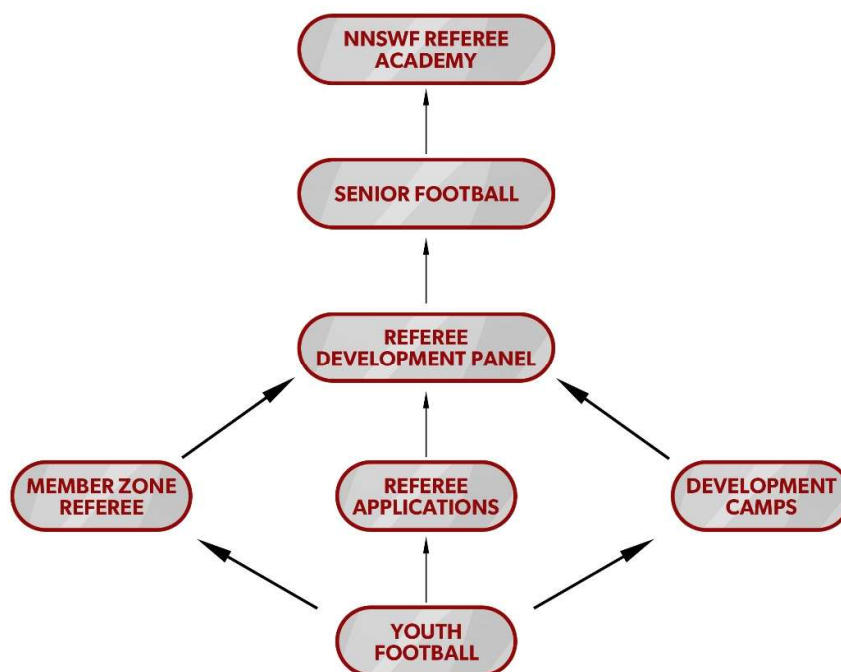 NNSWF REFEREE
ACADEMY
SENIOR FOOTBALL
REFEREE
DEVELOPMENT PANEL
MEMBER ZONE
REFEREE
REFEREE
APPLICATIONS
DEVELOPMENT
CAMPS
YOUTH
FOOTBALL